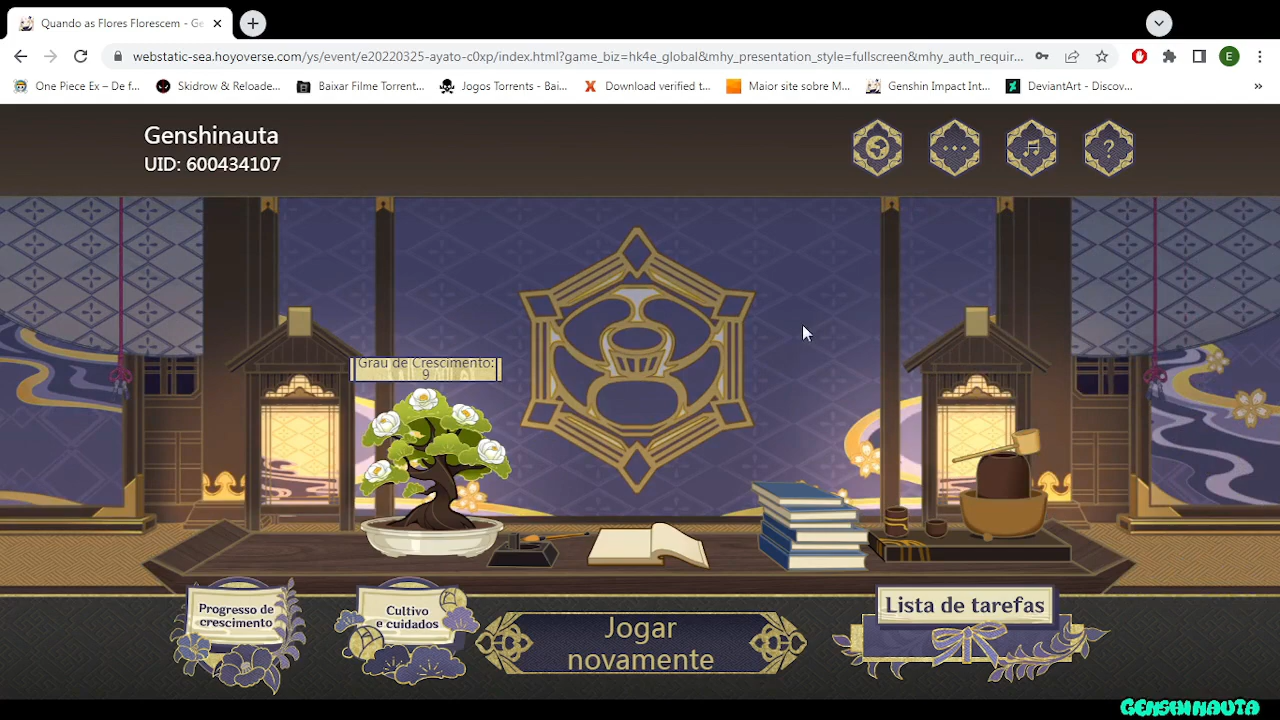 Quando as Flores Florescem - Ge
webstatic-sea.hoyoverse.com/ys/event/e20220325-ayato-c0xp/index.html?game_biz=hk4e_global&mhy_presentation_style=fullscreen&mhy_auth_requir...
E
One Piece Ex – De f...
Skidrow & Reloade...
Baixar Filme Torrent...
Jogos Torrents - Bai...
·Download verified t...
Maior site sobre M...
Genshin Impact Int...
DeviantArt - Discov...
Genshinauta
UID: 600434107
Grau de Crescimento:
9
Progresso de
crescimento
Cultivo
e cuidados
Jogar
novamente
Lista de tarefas
GENSHINAUTA